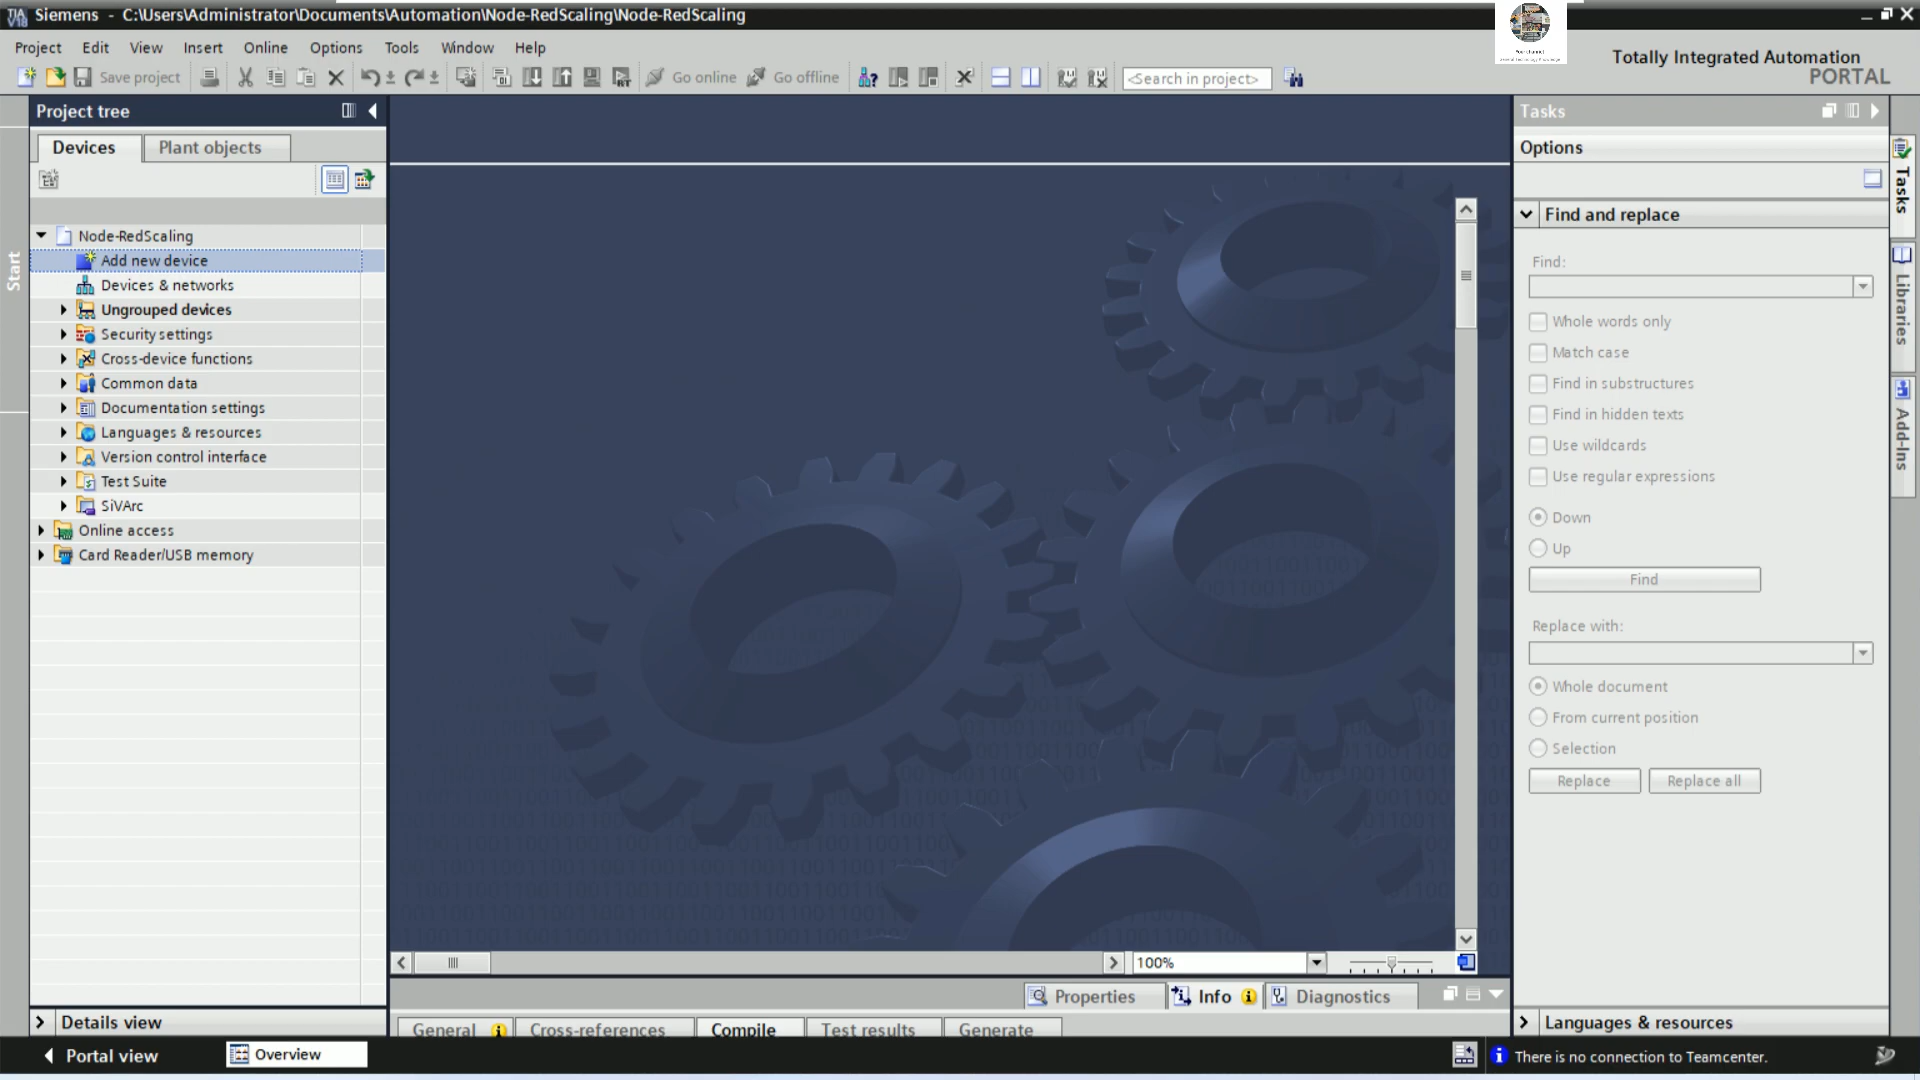 Siemens - C:\Users\Administrator\Documents\Automation\Node-RedScaling\Node-RedScaling
Project Edit View Insert Online Options Tools Window Help
Totally Integrated Automation
PORTAL
Save project
Go online
Go offline
<Search in project>
Your channel
Project tree
Devices
Plant objects
Start
Node-RedScaling
Add new device
Devices & networks
Ungrouped devices
Security settings
Cross-device functions
Common data
Documentation settings
Languages & resources
Version control interface
Test Suite
SiVArc
Online access
Card Reader/USB memory
Details view
100%
Properties
Info
Diagnostics
General
Cross-references
Compile
Test results
Generate
Tasks
Options
Find and replace
Find:
Whole words only
Match case
Find in substructures
Find in hidden texts
Use wildcards
Use regular expressions
Down
Up
Find
Replace with:
Whole document
From current position
Selection
Replace
Replace all
Languages & resources
Tasks
Libraries
Add-Ins
Portal view
Overview
There is no connection to Teamcenter.